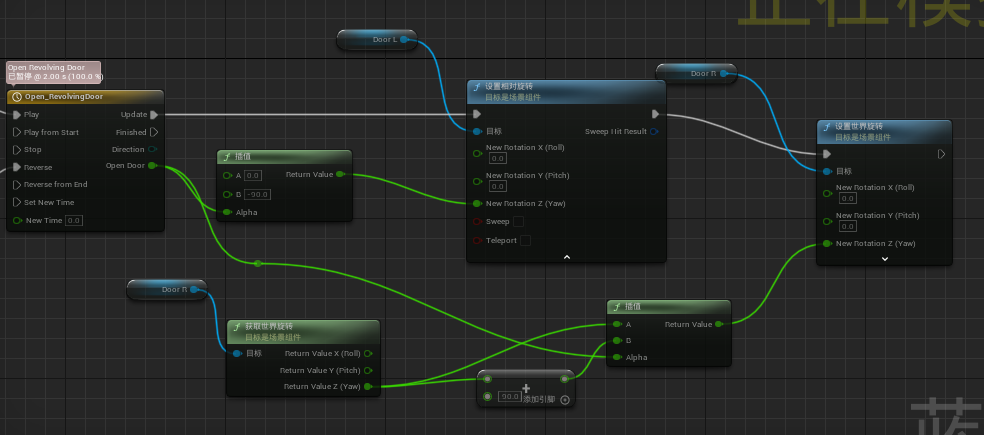 正在模
Door L
Open Revolving Door
已暂停 @ 2.00 s (100.0 %)
Door R
Open_RevolvingDoor
设置相对旋转
目标是场景组件
Play
Update
Play from Start
Finished
Stop
Direction
Reverse
Open Door
Reverse from End
Set New Time
New Time 0.0
插值
A 0.0
Return Value
B -90.0
Alpha
目标
Sweep Hit Result
New Rotation X (Roll)
0.0
New Rotation Y (Pitch)
0.0
New Rotation Z (Yaw)
Sweep
Teleport
设置世界旋转
目标是场景组件
目标
New Rotation X (Roll)
0.0
New Rotation Y (Pitch)
0.0
New Rotation Z (Yaw)
Door R
获取世界旋转
目标是场景组件
目标
Return Value X (Roll)
Return Value Y (Pitch)
Return Value Z (Yaw)
插值
A
Return Value
B
Alpha
90.0
添加引脚
蓝